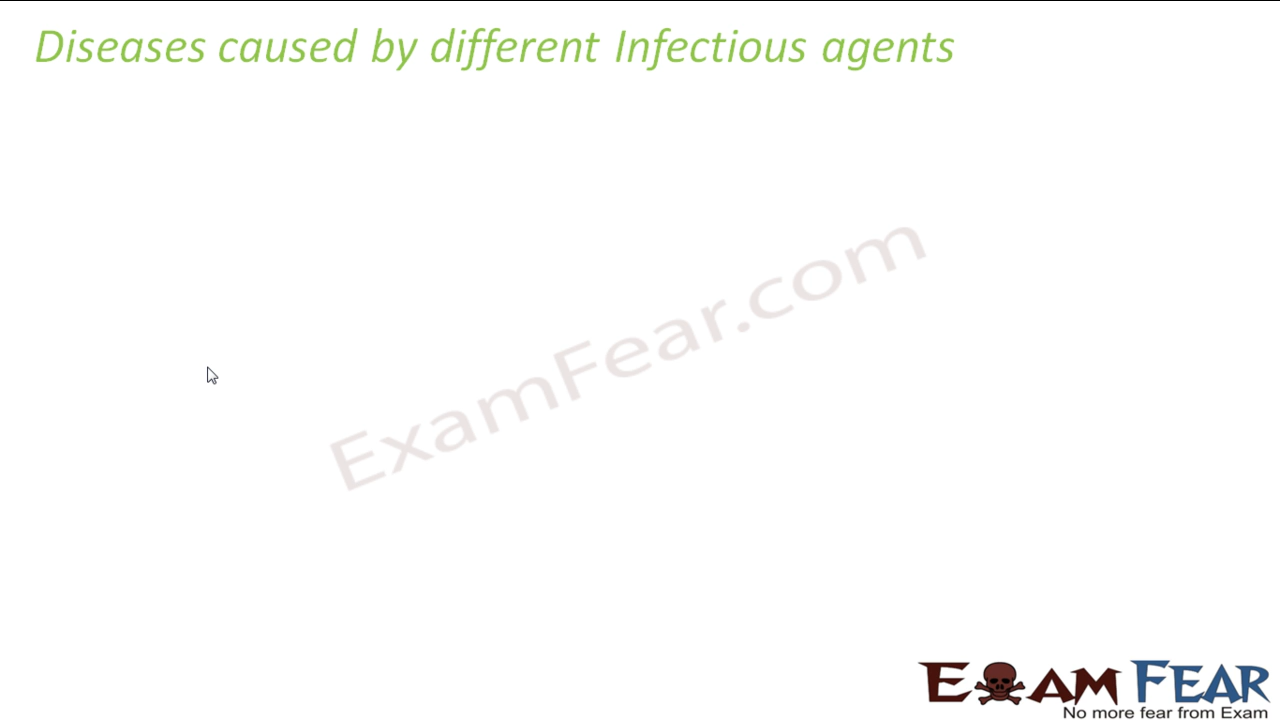 Diseases caused by different Infectious agents
ExamFear.com
EXAM FEAR
No more fear from Exam